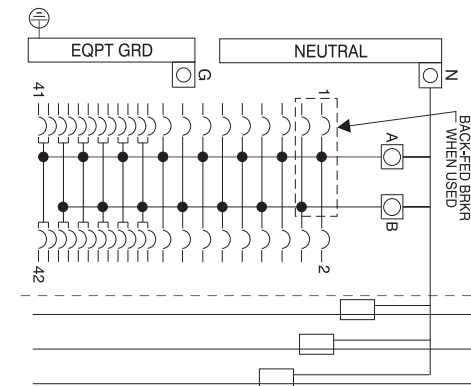 EQPT GRD
NEUTRAL
G
N
41
1
BACK-FED BRKR
WHEN USED
A
B
42
2